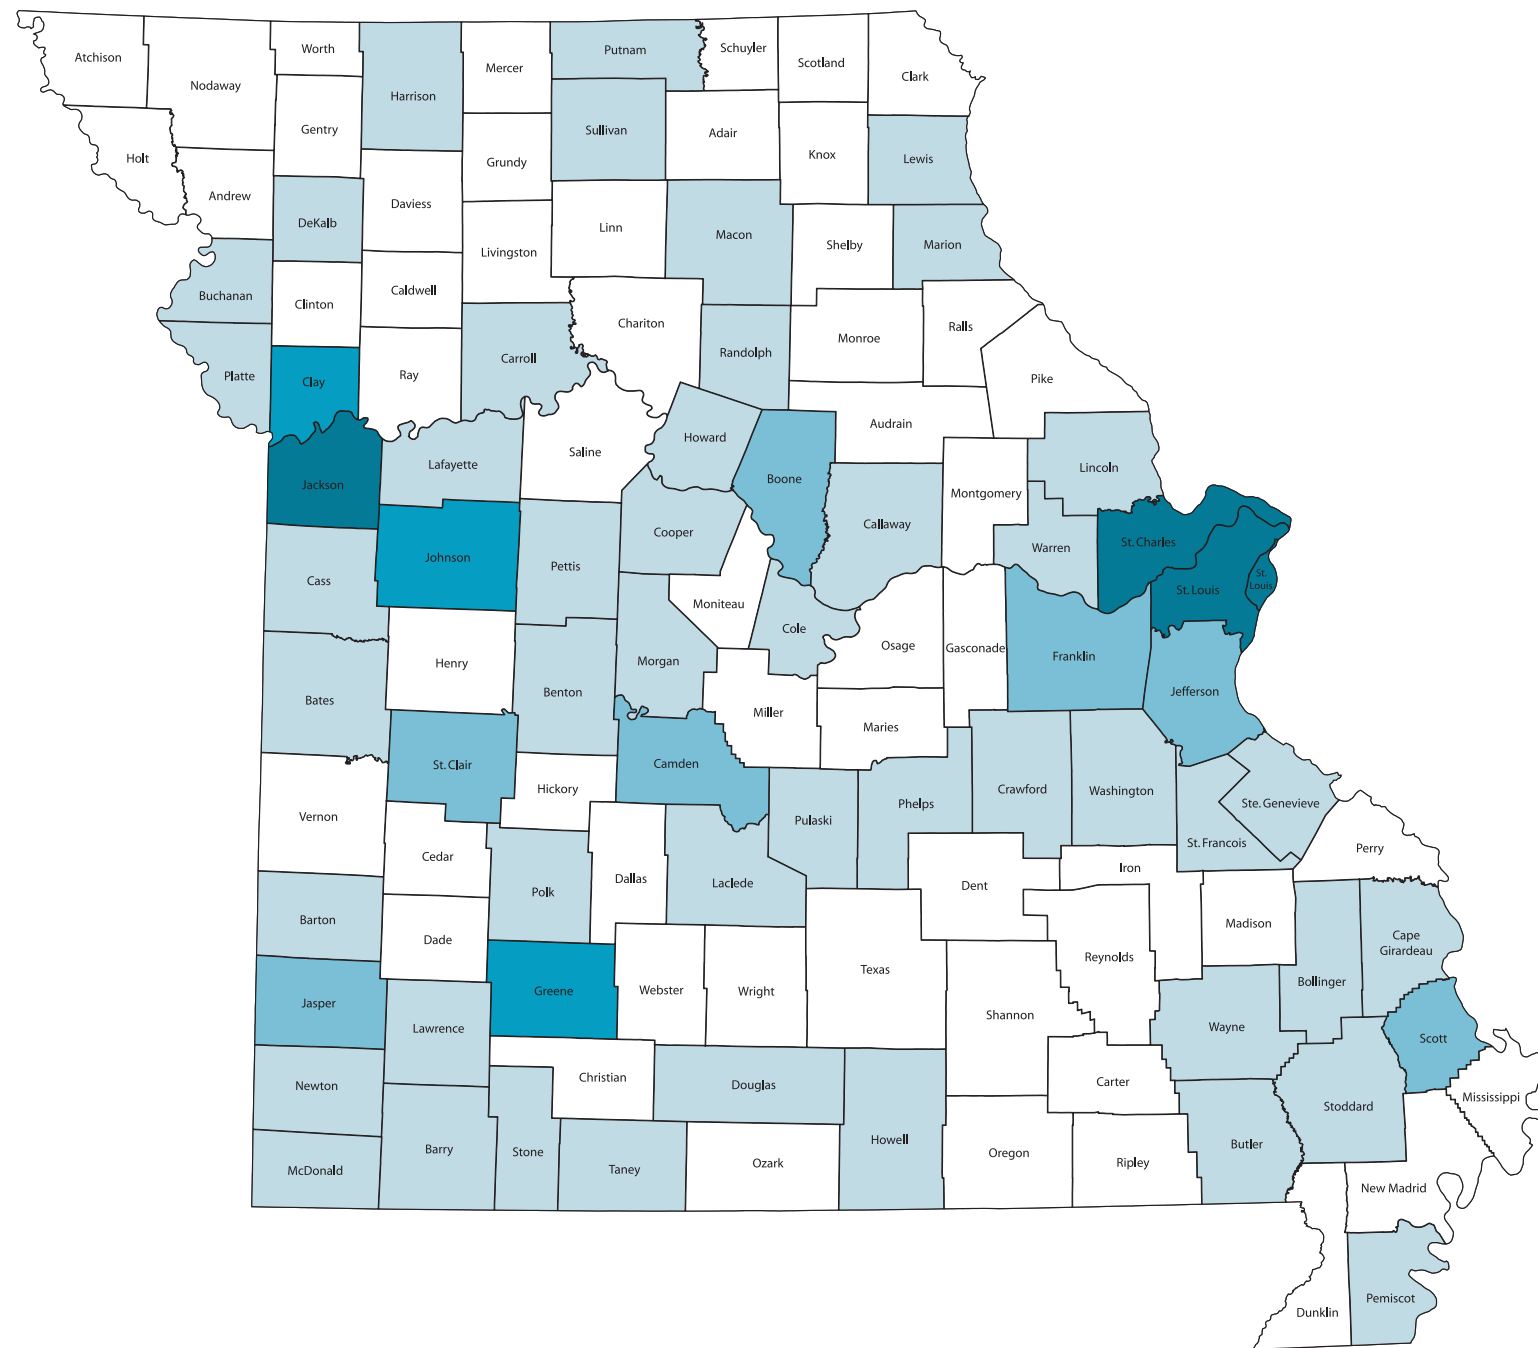 Atchison
Nodaway
Worth
Harrison
Mercer
Putnam
Schuyler
Scotland
Clark
Holt
Gentry
Grundy
Sullivan
Adair
Knox
Lewis
Andrew
DeKalb
Daviess
Livingston
Linn
Macon
Shelby
Marion
Buchanan
Clinton
Caldwell
Chariton
Randolph
Monroe
Ralls
Platte
Clay
Ray
Carroll
Pike
Audrain
Jackson
Lafayette
Saline
Howard
Boone
Callaway
Montgomery
Lincoln
Cass
Johnson
Pettis
Cooper
Moniteau
Cole
Warren
St. Charles
St. Louis
St.
Louis
Bates
Henry
Benton
Morgan
Miller
Osage
Gasconade
Franklin
Jefferson
Maries
Vernon
St. Clair
Hickory
Camden
Pulaski
Phelps
Crawford
Washington
Ste. Genevieve
St. Francois
Perry
Cedar
Polk
Dallas
Laclede
Dent
Iron
Barton
Dade
Madison
Cape
Girardeau
Bollinger
Jasper
Greene
Webster
Wright
Texas
Reynolds
Shannon
Lawrence
Wayne
Scott
Newton
Christian
Douglas
Carter
Stoddard
Mississippi
McDonald
Barry
Stone
Taney
Ozark
Howell
Oregon
Ripley
Butler
New Madrid
Dunklin
Pemiscot